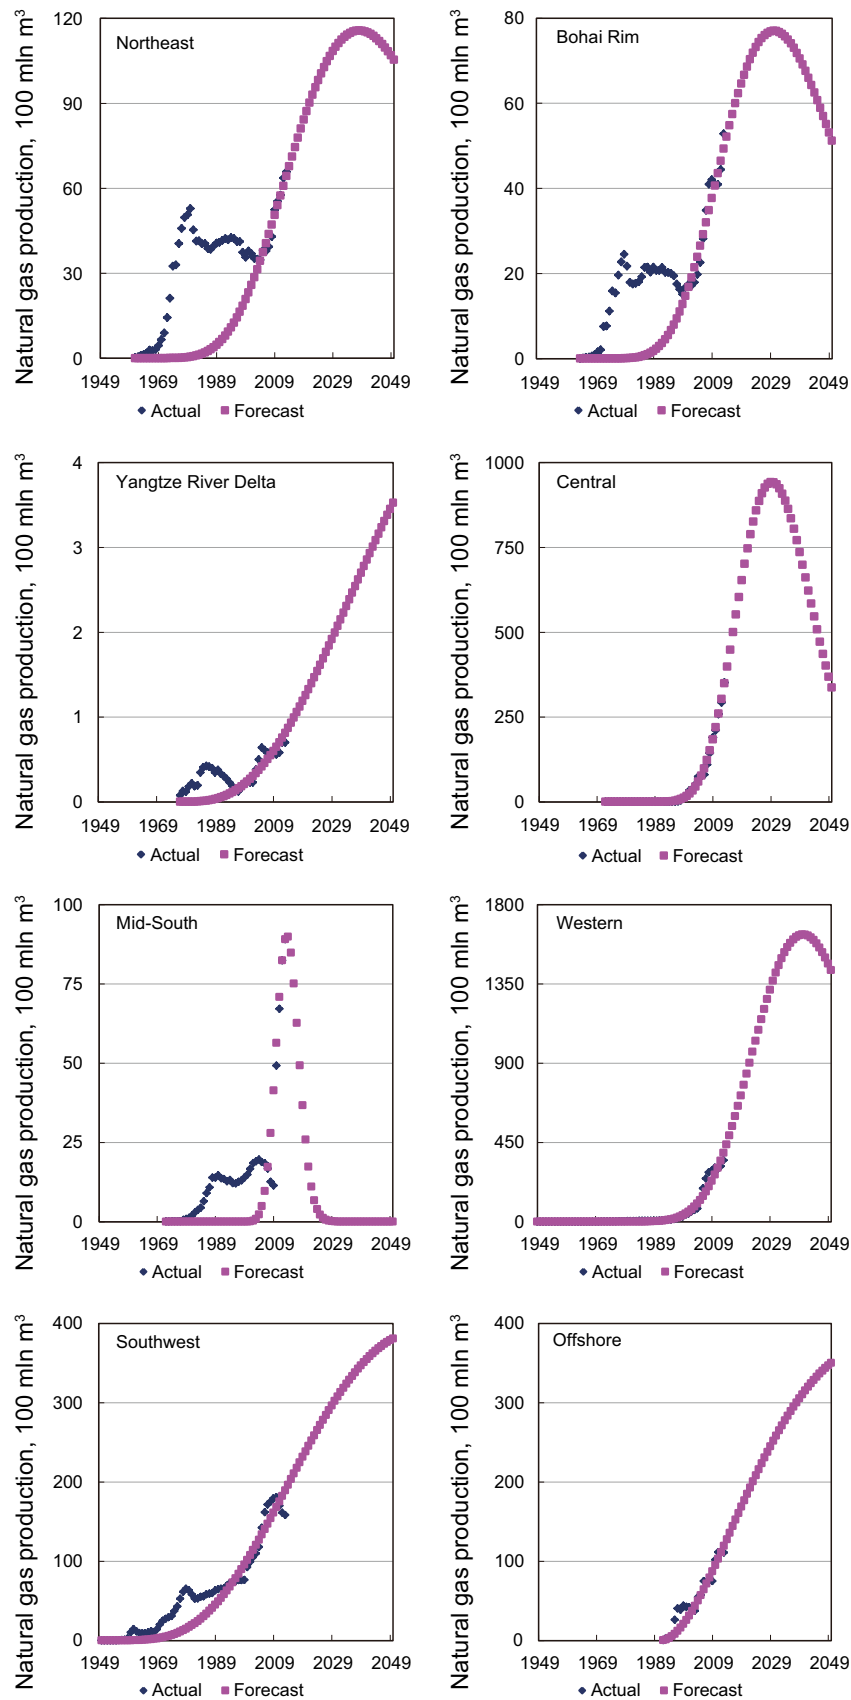 Natural gas production, 100 mln m³
120
90
60
30
0
Northeast
1949 1969 1989 2009 2029 2049
Actual Forecast
Natural gas production, 100 mln m³
80
60
40
20
0
Bohai Rim
1949 1969 1989 2009 2029 2049
Actual Forecast
Natural gas production, 100 mln m³
4
3
2
1
0
Yangtze River Delta
1949 1969 1989 2009 2029 2049
Actual Forecast
Natural gas production, 100 mln m³
1000
750
500
250
0
Central
1949 1969 1989 2009 2029 2049
Actual Forecast
Natural gas production, 100 mln m³
100
75
50
25
0
Mid-South
1949 1969 1989 2009 2029 2049
Actual Forecast
Natural gas production, 100 mln m³
1800
1350
900
450
0
Western
1949 1969 1989 2009 2029 2049
Actual Forecast
Natural gas production, 100 mln m³
400
300
200
100
0
Southwest
1949 1969 1989 2009 2029 2049
Actual Forecast
Natural gas production, 100 mln m³
400
300
200
100
0
Offshore
1949 1969 1989 2009 2029 2049
Actual Forecast